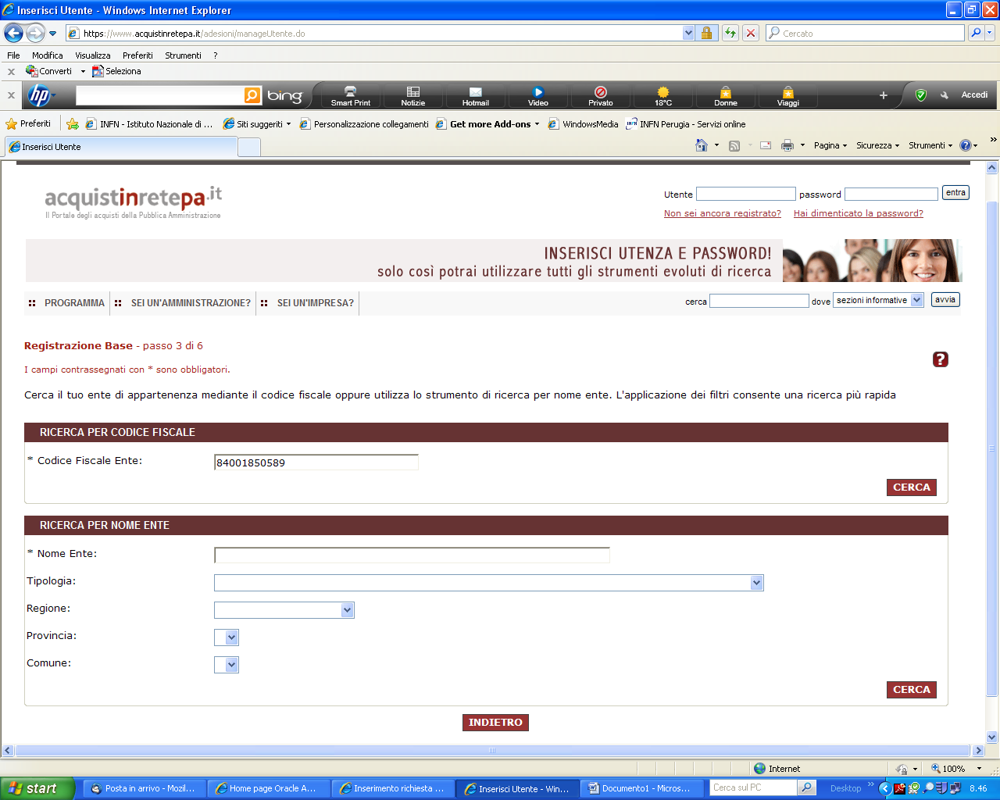 Inserisci Utente - Windows Internet Explorer
https://www.acquistinretepa.it/adesioni/manageUtente.do
Cercato
File Modifica Visualizza Preferiti Strumenti ?
x Converti Seleziona
x hp bing Smart Print Notizie Hotmail Video Privato 18°C Donne Viaggi + Accedi
Preferiti INFN - Istituto Nazionale di ... Siti suggeriti Personalizzazione collegamenti Get more Add-ons WindowsMedia INFN Perugia - Servizi online
Inserisci Utente Pagina Sicurezza Strumenti ? »
acquistinretepa.it
Il Portale degli acquisti della Pubblica Amministrazione
Utente password entra
Non sei ancora registrato? Hai dimenticato la password?
INSERISCI UTENZA E PASSWORD!
solo così potrai utilizzare tutti gli strumenti evoluti di ricerca
PROGRAMMA SEI UN'AMMINISTRAZIONE? SEI UN'IMPRESA? cerca dove sezioni informative avvia
Registrazione Base - passo 3 di 6
?
I campi contrassegnati con * sono obbligatori.
Cerca il tuo ente di appartenenza mediante il codice fiscale oppure utilizza lo strumento di ricerca per nome ente. L'applicazione dei filtri consente una ricerca più rapida
RICERCA PER CODICE FISCALE
* Codice Fiscale Ente: 84001850589
CERCA
RICERCA PER NOME ENTE
* Nome Ente:
Tipologia:
Regione:
Provincia:
Comune:
CERCA
INDIETRO
Internet 100%
start Posta in arrivo - Mozil... Home page Oracle A... Inserimento richiesta ... Inserisci Utente - Win... Documento1 - Micros... Cerca sul PC Desktop » 8.46